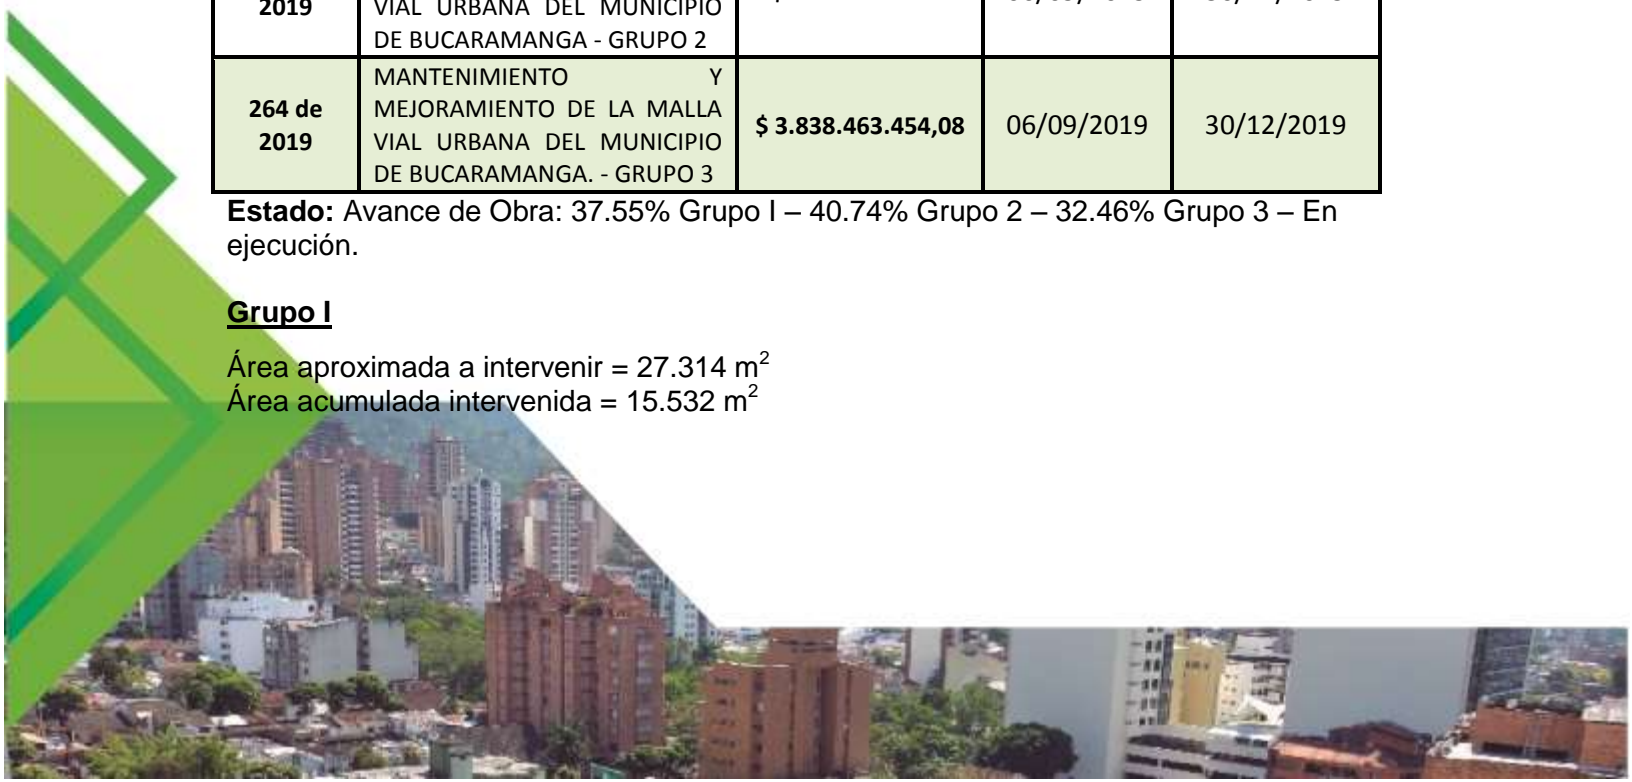 2019
VIAL URBANA DEL MUNICIPIO
DE BUCARAMANGA - GRUPO 2
264 de
2019
MANTENIMIENTO Y
MEJORAMIENTO DE LA MALLA
VIAL URBANA DEL MUNICIPIO
DE BUCARAMANGA. - GRUPO 3
$ 3.838.463.454,08
06/09/2019
30/12/2019
Estado: Avance de Obra: 37.55% Grupo I – 40.74% Grupo 2 – 32.46% Grupo 3 – En
ejecución.
Grupo I
Área aproximada a intervenir = 27.314 m²
Área acumulada intervenida = 15.532 m²